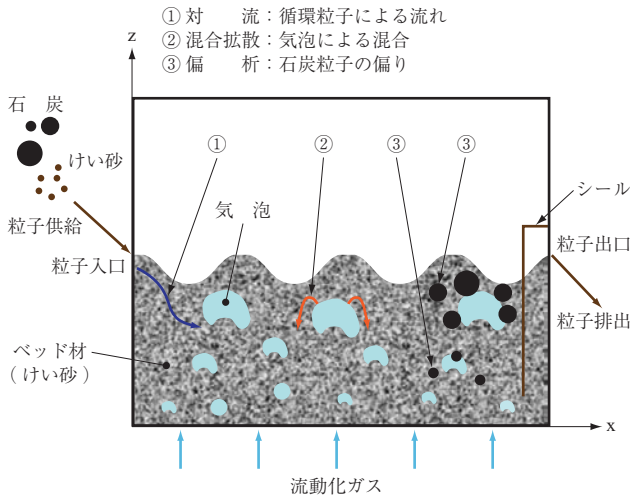 ① 対　　流：循環粒子による流れ
② 混合拡散：気泡による混合
③ 偏　　析：石炭粒子の偏り
z
石　炭
①
②
③
③
けい砂
シール
気　泡
粒子供給
粒子出口
粒子入口
粒子排出
ベッド材
（けい砂）
x
流動化ガス